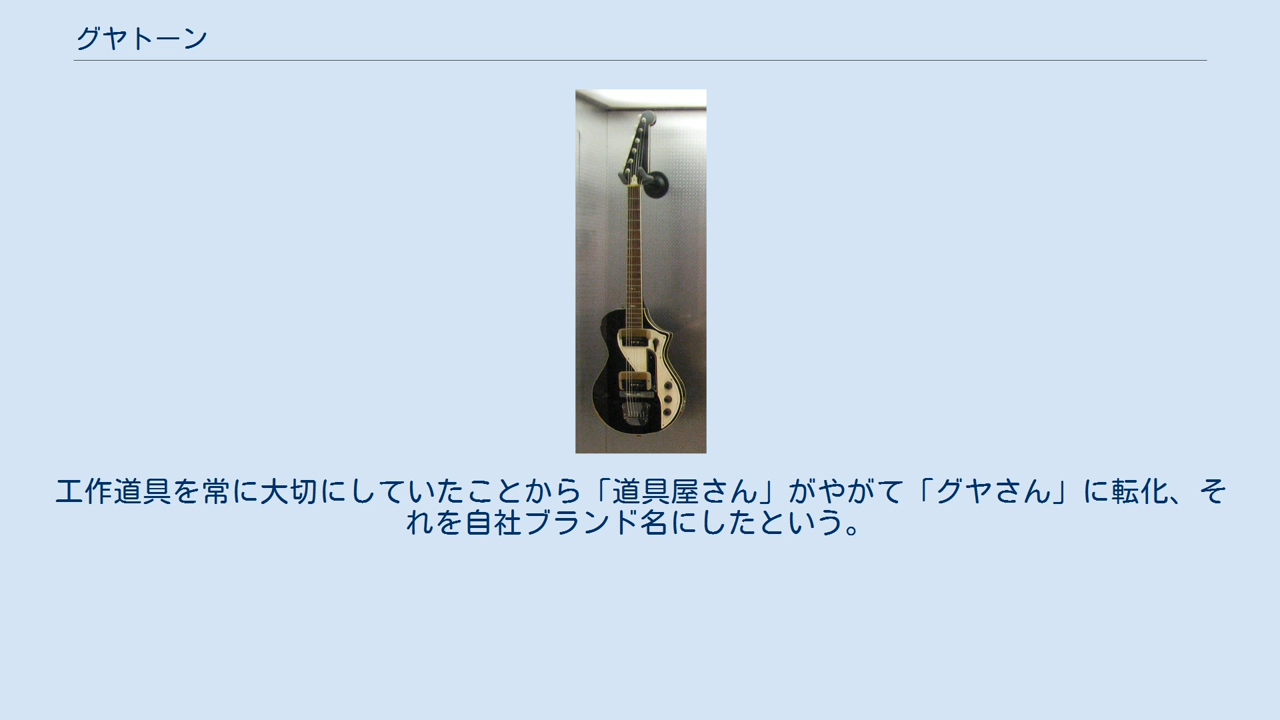 グヤトーン
工作道具を常に大切にしていたことから「道具屋さん」がやがて「グヤさん」に転化、そ
れを自社ブランド名にしたという。